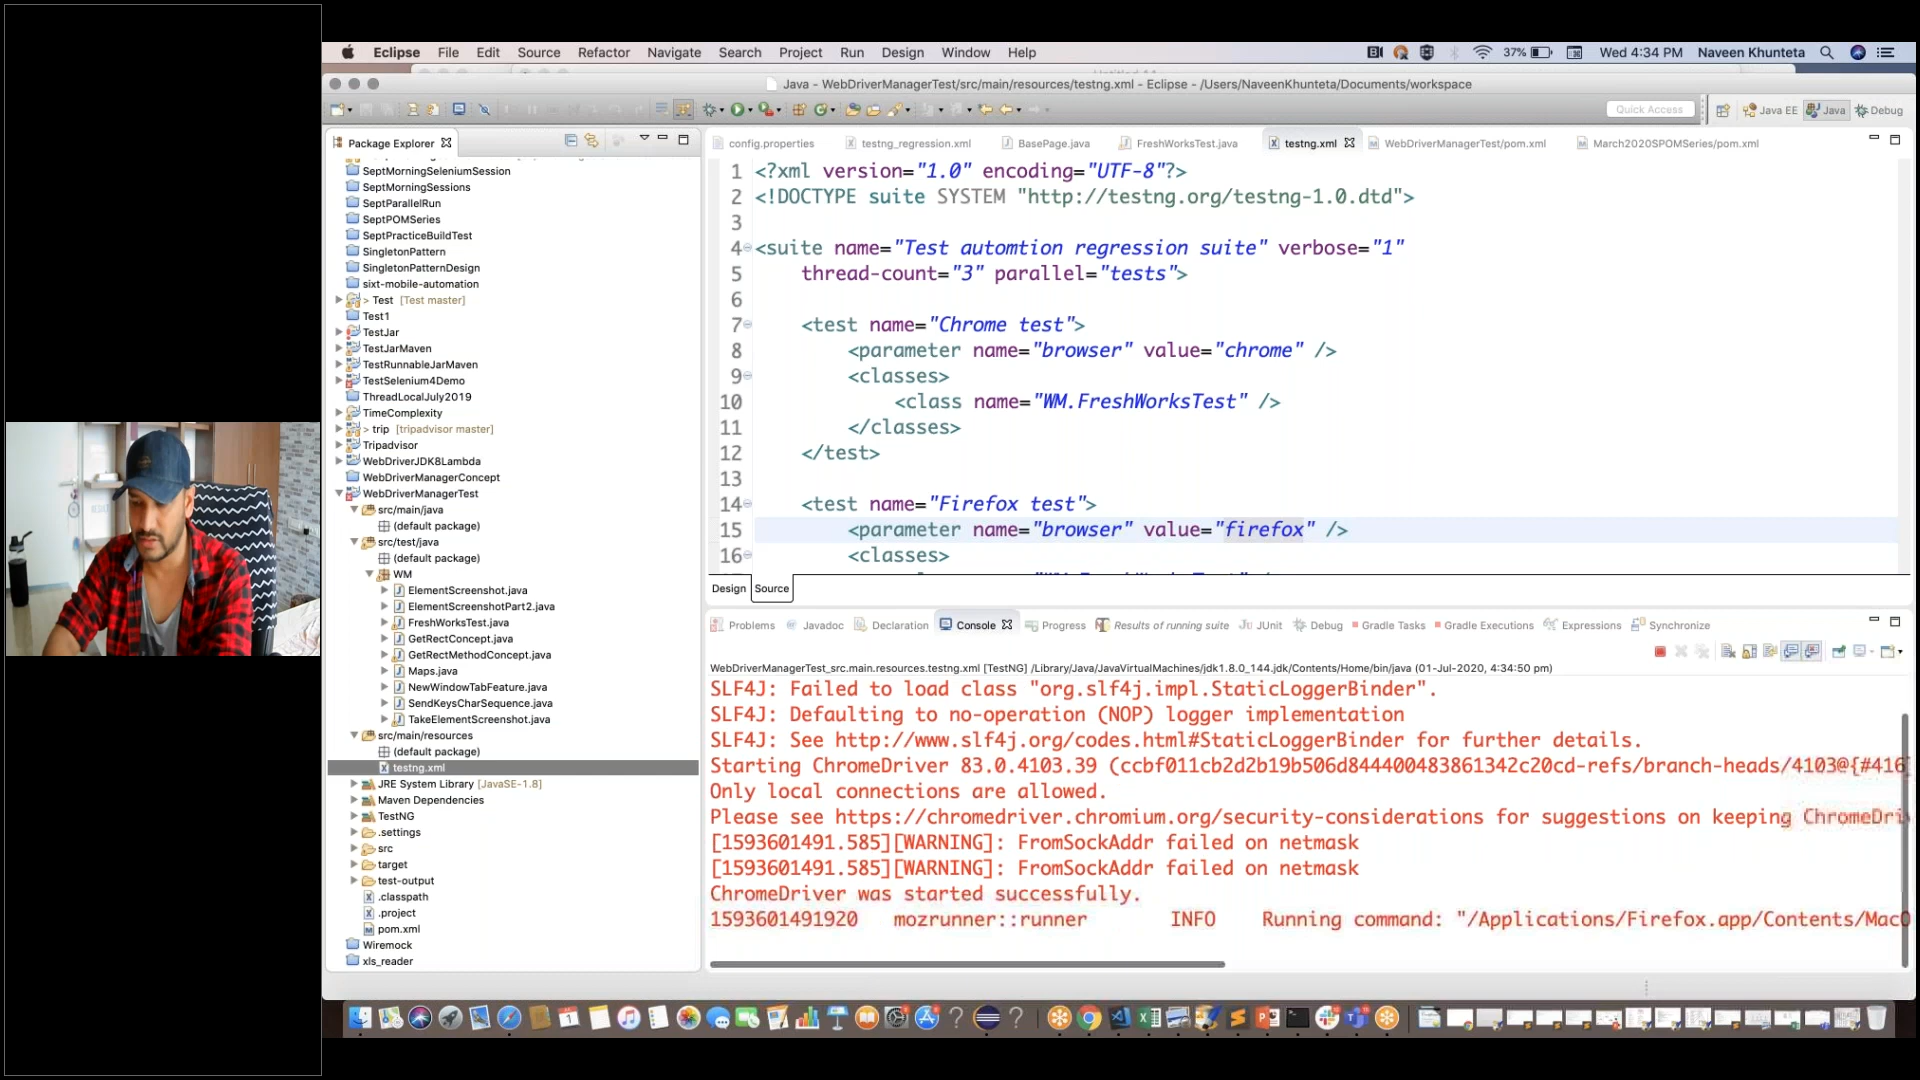 Eclipse File Edit Source Refactor Navigate Search Project Run Design Window Help
37% Wed 4:34 PM Naveen Khunteta
Java - WebDriverManagerTest/src/main/resources/testng.xml - Eclipse - /Users/NaveenKhunteta/Documents/workspace
Quick Access Java EE Java Debug
Package Explorer
SeptMorningSeleniumSession
SeptMorningSessions
SeptParallelRun
SeptPOMSeries
SeptPracticeBuildTest
SingletonPattern
SingletonPatternDesign
sixt-mobile-automation
> Test [Test master]
Test1
TestJar
TestJarMaven
TestRunnableJarMaven
TestSelenium4Demo
ThreadLocalJuly2019
TimeComplexity
> trip [tripadvisor master]
Tripadvisor
WebDriverJDK8Lambda
WebDriverManagerConcept
WebDriverManagerTest
src/main/java
(default package)
src/test/java
(default package)
WM
ElementScreenshot.java
ElementScreenshotPart2.java
FreshWorksTest.java
GetRectConcept.java
GetRectMethodConcept.java
Maps.java
NewWindowTabFeature.java
SendKeysCharSequence.java
TakeElementScreenshot.java
src/main/resources
(default package)
testng.xml
JRE System Library [JavaSE-1.8]
Maven Dependencies
TestNG
.settings
src
target
test-output
.classpath
.project
pom.xml
Wiremock
xls_reader
config.properties testng_regression.xml BasePage.java FreshWorksTest.java testng.xml WebDriverManagerTest/pom.xml March2020SPOMSeries/pom.xml
1 <?xml version="1.0" encoding="UTF-8"?>
2 <!DOCTYPE suite SYSTEM "http://testng.org/testng-1.0.dtd">
3
4 <suite name="Test automtion regression suite" verbose="1"
5 thread-count="3" parallel="tests">
6
7 <test name="Chrome test">
8 <parameter name="browser" value="chrome" />
9 <classes>
10 <class name="WM.FreshWorksTest" />
11 </classes>
12 </test>
13
14 <test name="Firefox test">
15 <parameter name="browser" value="firefox" />
16 <classes>
Design Source
Problems Javadoc Declaration Console Progress Results of running suite JUnit Debug Gradle Tasks Gradle Executions Expressions Synchronize
WebDriverManagerTest_src.main.resources.testng.xml [TestNG] /Library/Java/JavaVirtualMachines/jdk1.8.0_144.jdk/Contents/Home/bin/java (01-Jul-2020, 4:34:50 pm)
SLF4J: Failed to load class "org.slf4j.impl.StaticLoggerBinder".
SLF4J: Defaulting to no-operation (NOP) logger implementation
SLF4J: See http://www.slf4j.org/codes.html#StaticLoggerBinder for further details.
Starting ChromeDriver 83.0.4103.39 (ccbf011cb2d2b19b506d844400483861342c20cd-refs/branch-heads/4103@{#416
Only local connections are allowed.
Please see https://chromedriver.chromium.org/security-considerations for suggestions on keeping ChromeDri
[1593601491.585][WARNING]: FromSockAddr failed on netmask
[1593601491.585][WARNING]: FromSockAddr failed on netmask
ChromeDriver was started successfully.
1593601491920 mozrunner::runner INFO Running command: "/Applications/Firefox.app/Contents/MacO